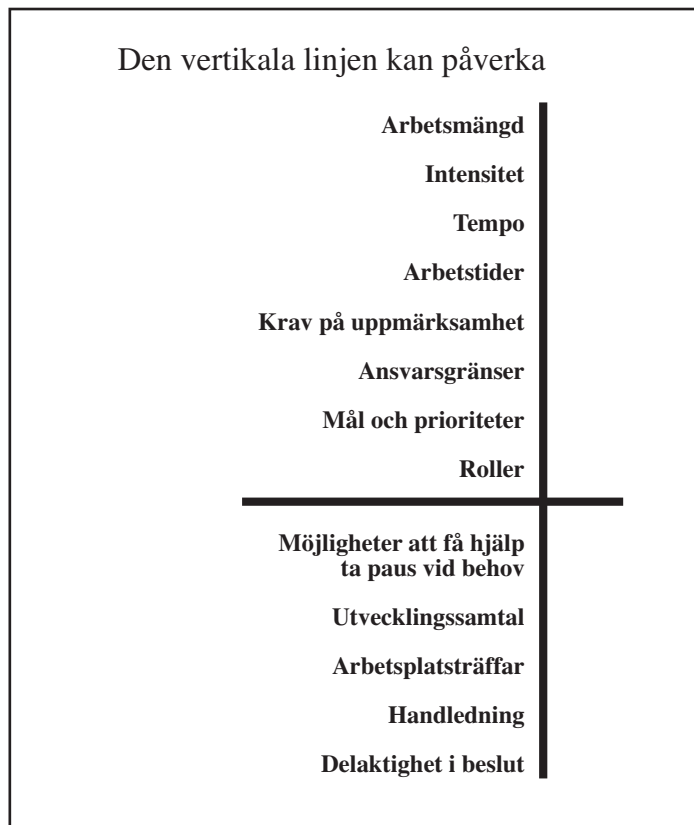 Den vertikala linjen kan påverka
Arbetsmängd
Intensitet
Tempo
Arbetstider
Krav på uppmärksamhet
Ansvarsgränser
Mål och prioriteter
Roller
Möjligheter att få hjälp
ta paus vid behov
Utvecklingssamtal
Arbetsplatsträffar
Handledning
Delaktighet i beslut